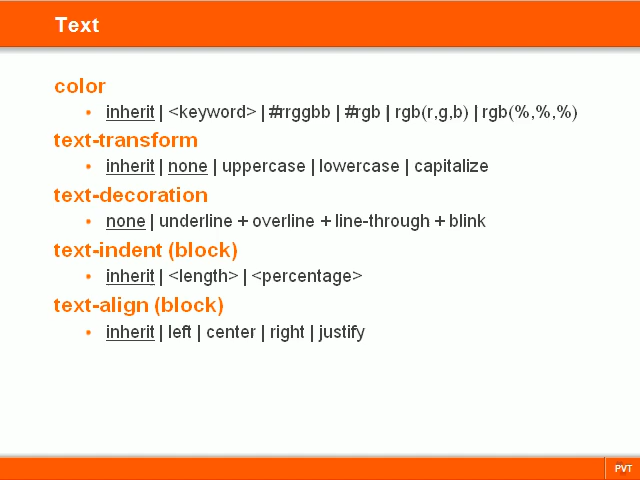 Text
color
• inherit | <keyword> | #rrggbb | #rgb | rgb(r,g,b) | rgb(%,%,%)
text-transform
• inherit | none | uppercase | lowercase | capitalize
text-decoration
• none | underline + overline + line-through + blink
text-indent (block)
• inherit | <length> | <percentage>
text-align (block)
• inherit | left | center | right | justify
PVT